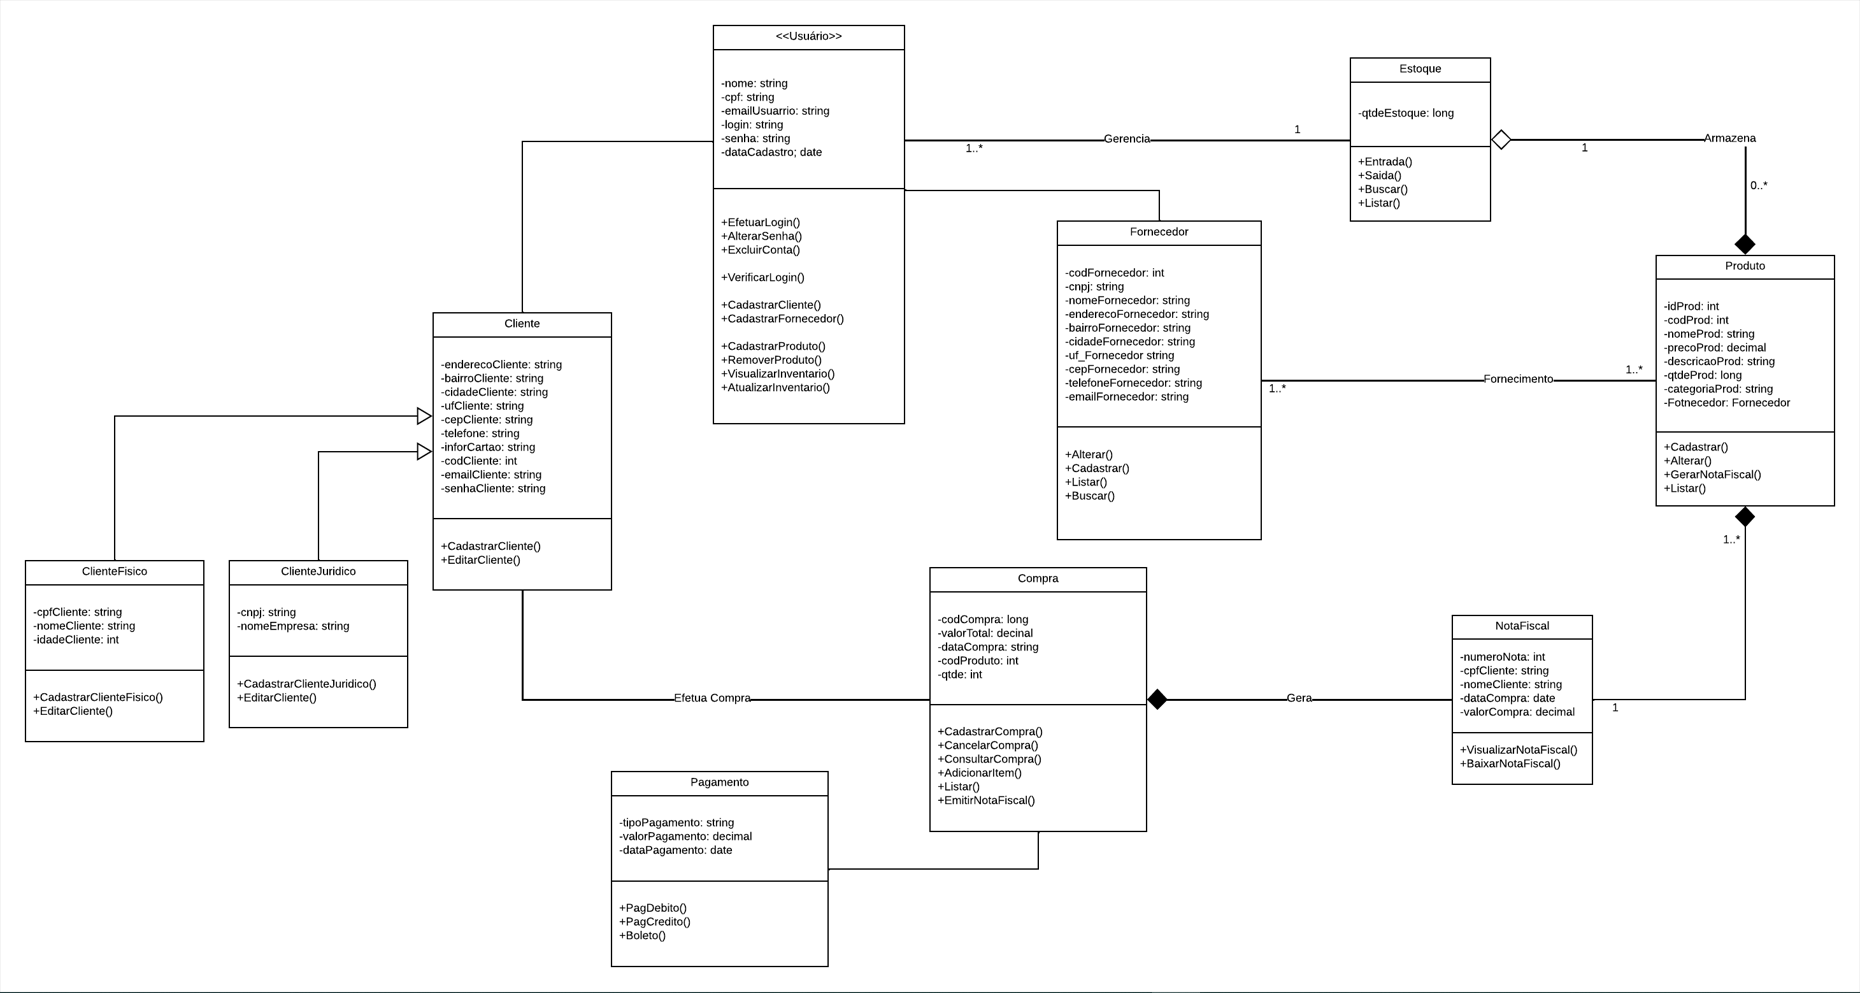 <<Usuário>>
-nome: string
-cpf: string
-emailUsuarrio: string
-login: string
-senha: string
-dataCadastro; date
+EfetuarLogin()
+AlterarSenha()
+ExcluirConta()
+VerificarLogin()
+CadastrarCliente()
+CadastrarFornecedor()
+CadastrarProduto()
+RemoverProduto()
+VisualizarInventario()
+AtualizarInventario()
1..*
Gerencia
1
Estoque
-qtdeEstoque: long
+Entrada()
+Saida()
+Buscar()
+Listar()
1
Armazena
0..*
Fornecedor
-codFornecedor: int
-cnpj: string
-nomeFornecedor: string
-enderecoFornecedor: string
-bairroFornecedor: string
-cidadeFornecedor: string
-uf_Fornecedor string
-cepFornecedor: string
-telefoneFornecedor: string
-emailFornecedor: string
+Alterar()
+Cadastrar()
+Listar()
+Buscar()
1..*
Fornecimento
1..*
Produto
-idProd: int
-codProd: int
-nomeProd: string
-precoProd: decimal
-descricaoProd: string
-qtdeProd: long
-categoriaProd: string
-Fotnecedor: Fornecedor
+Cadastrar()
+Alterar()
+GerarNotaFiscal()
+Listar()
1..*
Cliente
-enderecoCliente: string
-bairroCliente: string
-cidadeCliente: string
-ufCliente: string
-cepCliente: string
-telefone: string
-inforCartao: string
-codCliente: int
-emailCliente: string
-senhaCliente: string
+CadastrarCliente()
+EditarCliente()
ClienteFisico
-cpfCliente: string
-nomeCliente: string
-idadeCliente: int
+CadastrarClienteFisico()
+EditarCliente()
ClienteJuridico
-cnpj: string
-nomeEmpresa: string
+CadastrarClienteJuridico()
+EditarCliente()
Efetua Compra
Compra
-codCompra: long
-valorTotal: decinal
-dataCompra: string
-codProduto: int
-qtde: int
+CadastrarCompra()
+CancelarCompra()
+ConsultarCompra()
+AdicionarItem()
+Listar()
+EmitirNotaFiscal()
Gera
NotaFiscal
-numeroNota: int
-cpfCliente: string
-nomeCliente: string
-dataCompra: date
-valorCompra: decimal
+VisualizarNotaFiscal()
+BaixarNotaFiscal()
1
Pagamento
-tipoPagamento: string
-valorPagamento: decimal
-dataPagamento: date
+PagDebito()
+PagCredito()
+Boleto()